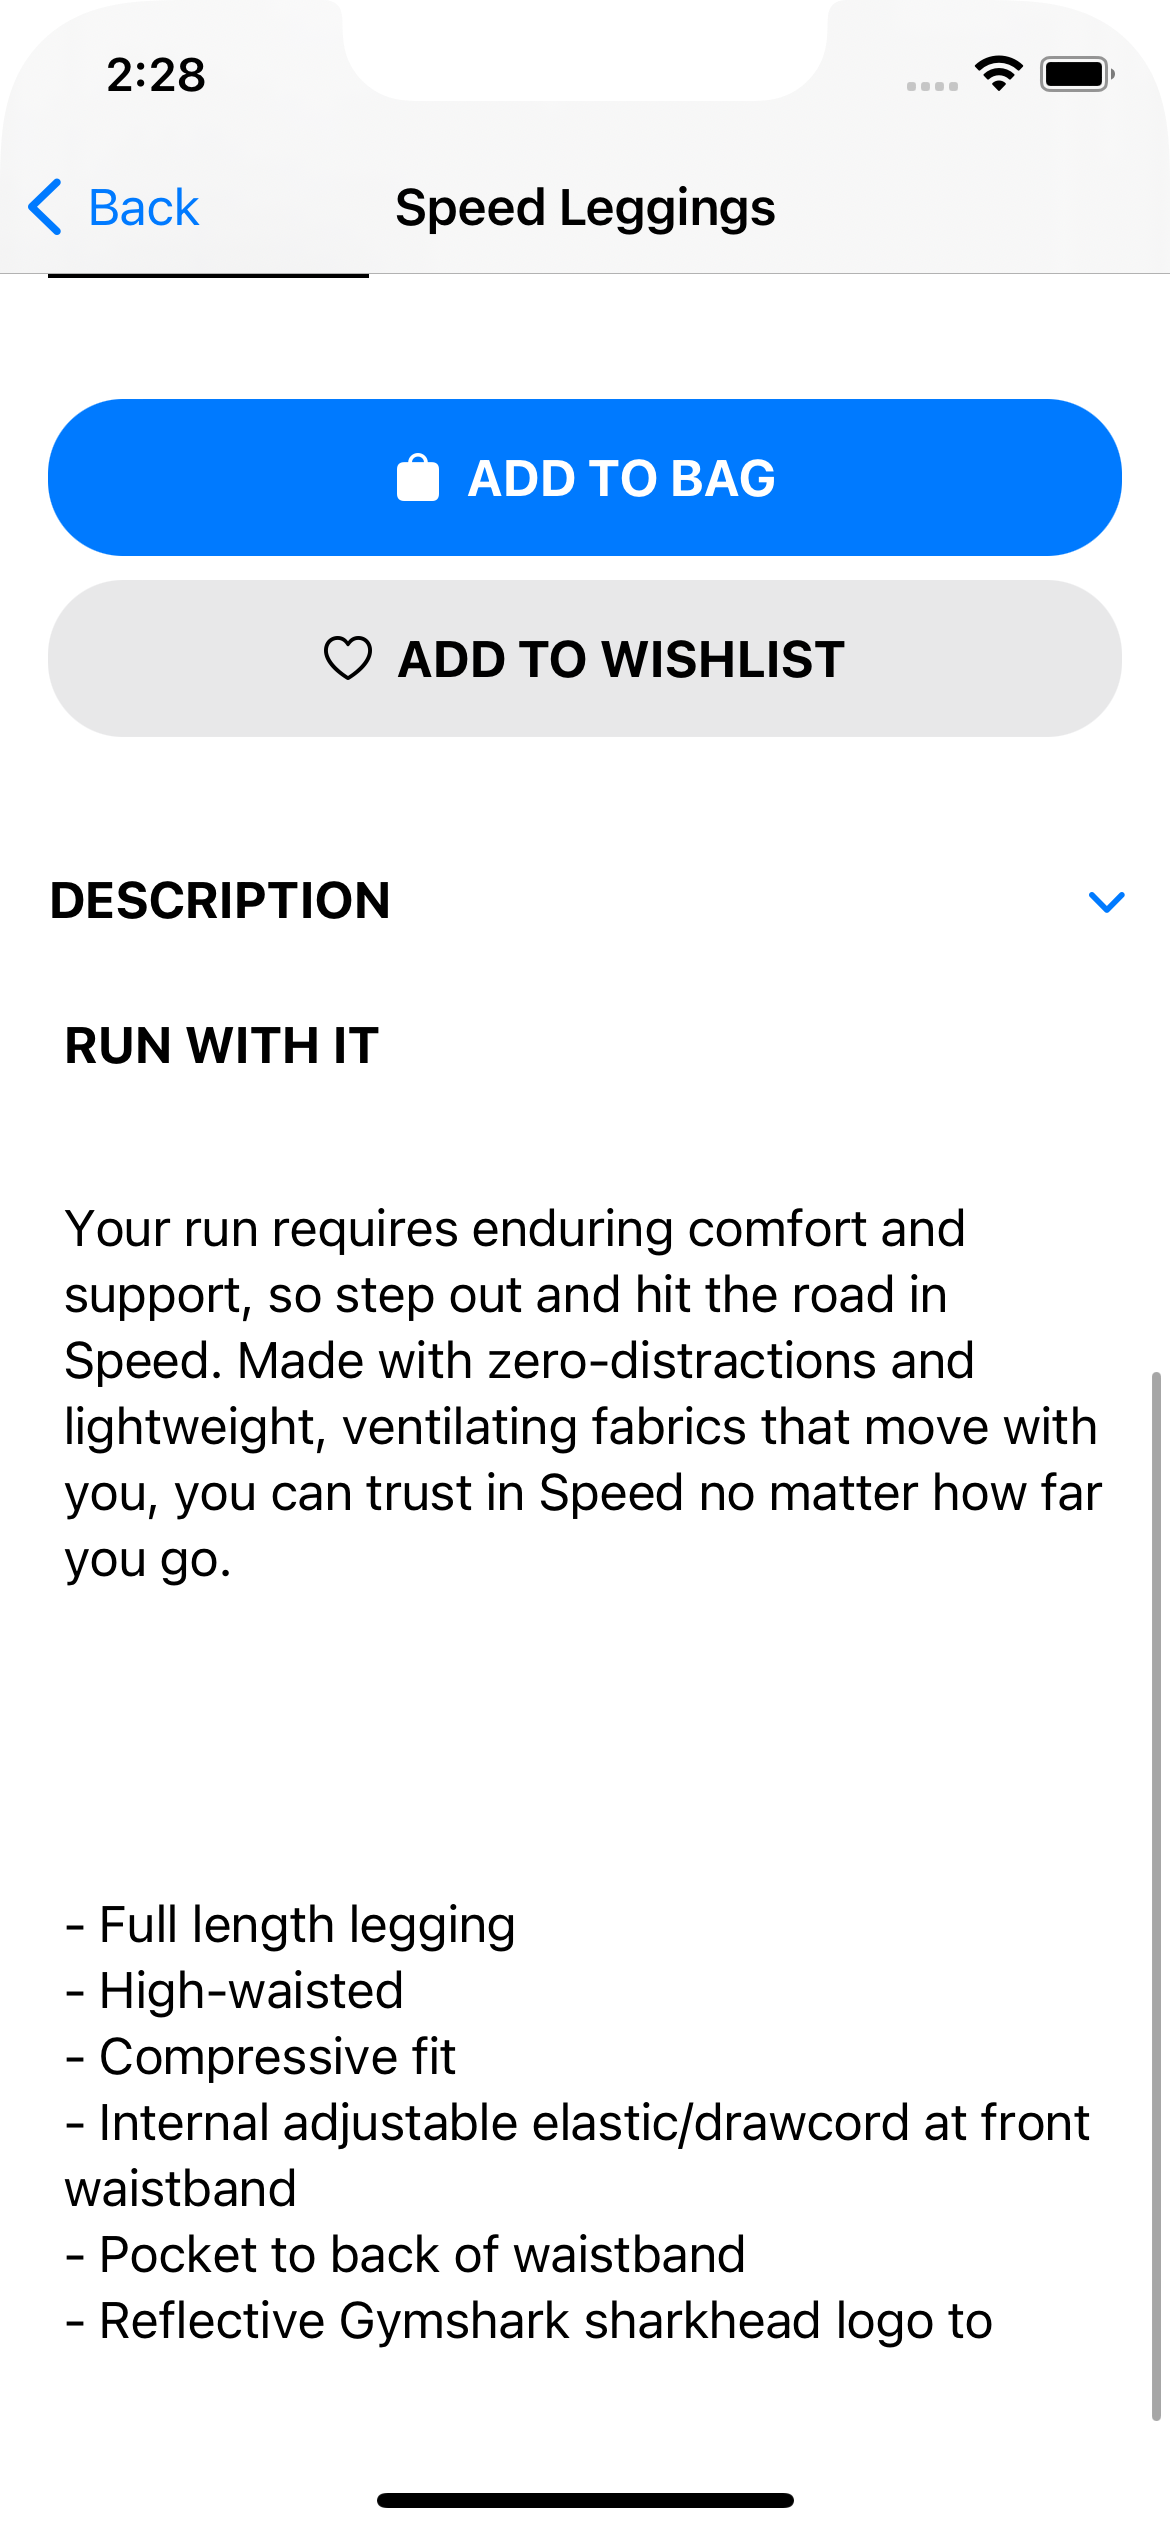 2:28
Back
Speed Leggings
ADD TO BAG
ADD TO WISHLIST
DESCRIPTION
RUN WITH IT
Your run requires enduring comfort and
support, so step out and hit the road in
Speed. Made with zero-distractions and
lightweight, ventilating fabrics that move with
you, you can trust in Speed no matter how far
you go.
- Full length legging
- High-waisted
- Compressive fit
- Internal adjustable elastic/drawcord at front
waistband
- Pocket to back of waistband
- Reflective Gymshark sharkhead logo to